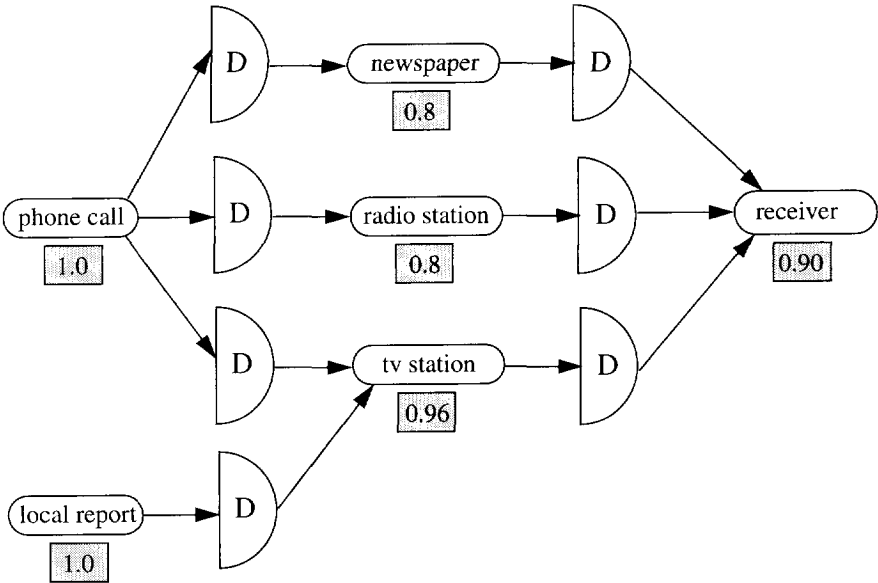 D
newspaper
D
0.8
phone call
D
radio station
D
receiver
1.0
0.8
0.90
D
tv station
D
0.96
local report
D
1.0